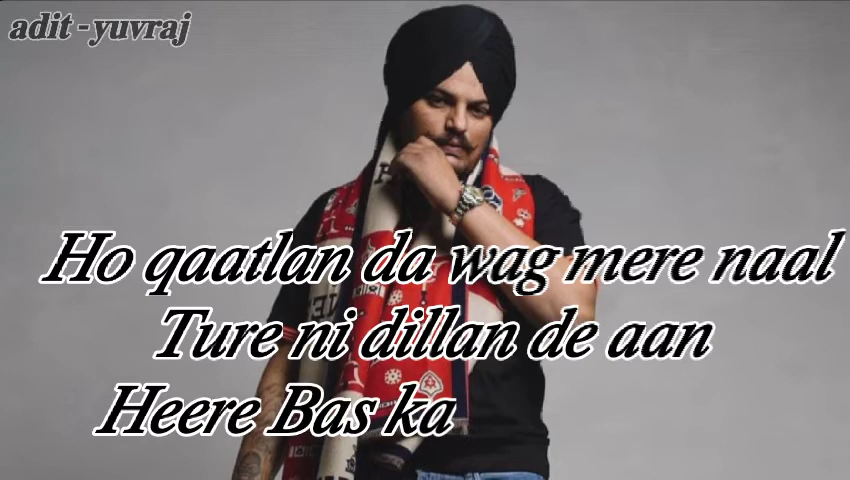 adit-yuvraj
Ho qaatlan da wag mere naal
Ture ni dillan de aan
Heere Bas ka